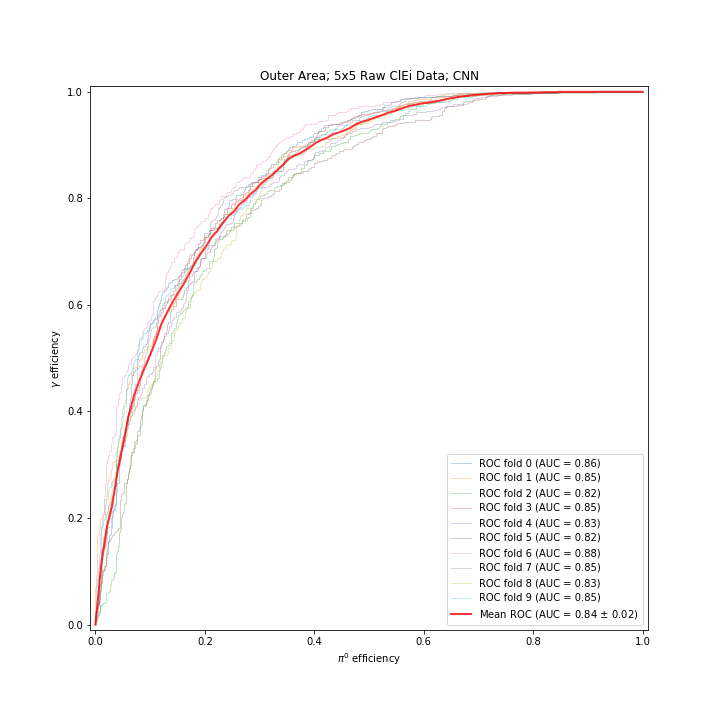 Outer Area; 5x5 Raw ClEi Data; CNN
1.0
0.8
0.6
0.4
0.2
0.0
γ efficiency
0.0 0.2 0.4 0.6 0.8 1.0
π⁰ efficiency
ROC fold 0 (AUC = 0.86)
ROC fold 1 (AUC = 0.85)
ROC fold 2 (AUC = 0.82)
ROC fold 3 (AUC = 0.85)
ROC fold 4 (AUC = 0.83)
ROC fold 5 (AUC = 0.82)
ROC fold 6 (AUC = 0.88)
ROC fold 7 (AUC = 0.85)
ROC fold 8 (AUC = 0.83)
ROC fold 9 (AUC = 0.85)
Mean ROC (AUC = 0.84 ± 0.02)